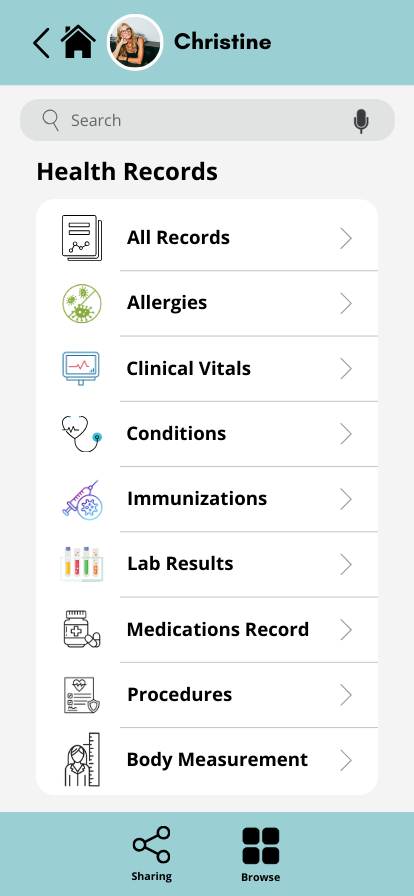 Christine
Search
Health Records
All Records
Allergies
Clinical Vitals
Conditions
Immunizations
Lab Results
Medications Record
Procedures
Body Measurement
Sharing
Browse